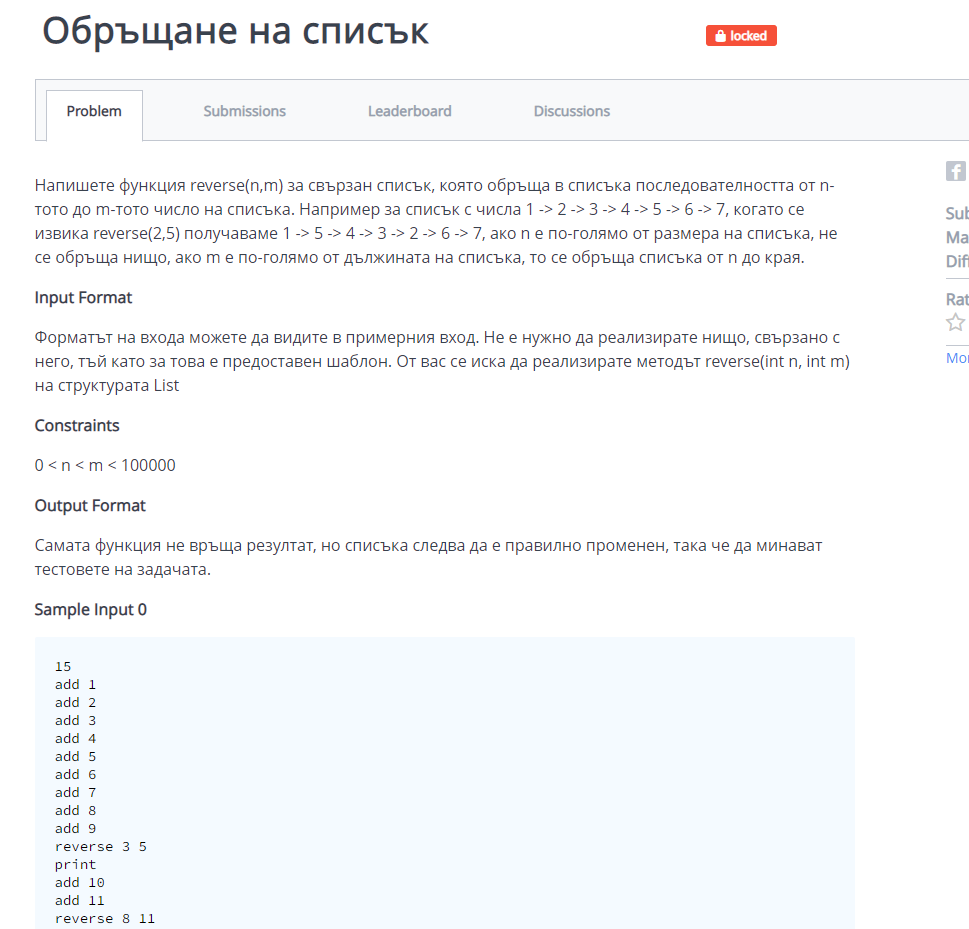 Обръщане на списък
locked
Problem
Submissions
Leaderboard
Discussions
Напишете функция reverse(n,m) за свързан списък, която обръща в списъка последователността от n-
тото до m-тото число на списъка. Например за списък с числа 1 -> 2 -> 3 -> 4 -> 5 -> 6 -> 7, когато се
извика reverse(2,5) получаваме 1 -> 5 -> 4 -> 3 -> 2 -> 6 -> 7, ако n е по-голямо от размера на списъка, не
се обръща нищо, ако m е по-голямо от дължината на списъка, то се обръща списъка от n до края.
Input Format
Форматът на входа можете да видите в примерния вход. Не е нужно да реализирате нищо, свързано с
него, тъй като за това е предоставен шаблон. От вас се иска да реализирате методът reverse(int n, int m)
на структурата List
Constraints
0 < n < m < 100000
Output Format
Самата функция не връща резултат, но списъка следва да е правилно променен, така че да минават
тестовете на задачата.
Sample Input 0
15
add 1
add 2
add 3
add 4
add 5
add 6
add 7
add 8
add 9
reverse 3 5
print
add 10
add 11
reverse 8 11
f
Sub
Ma
Diff
Rat
Mor